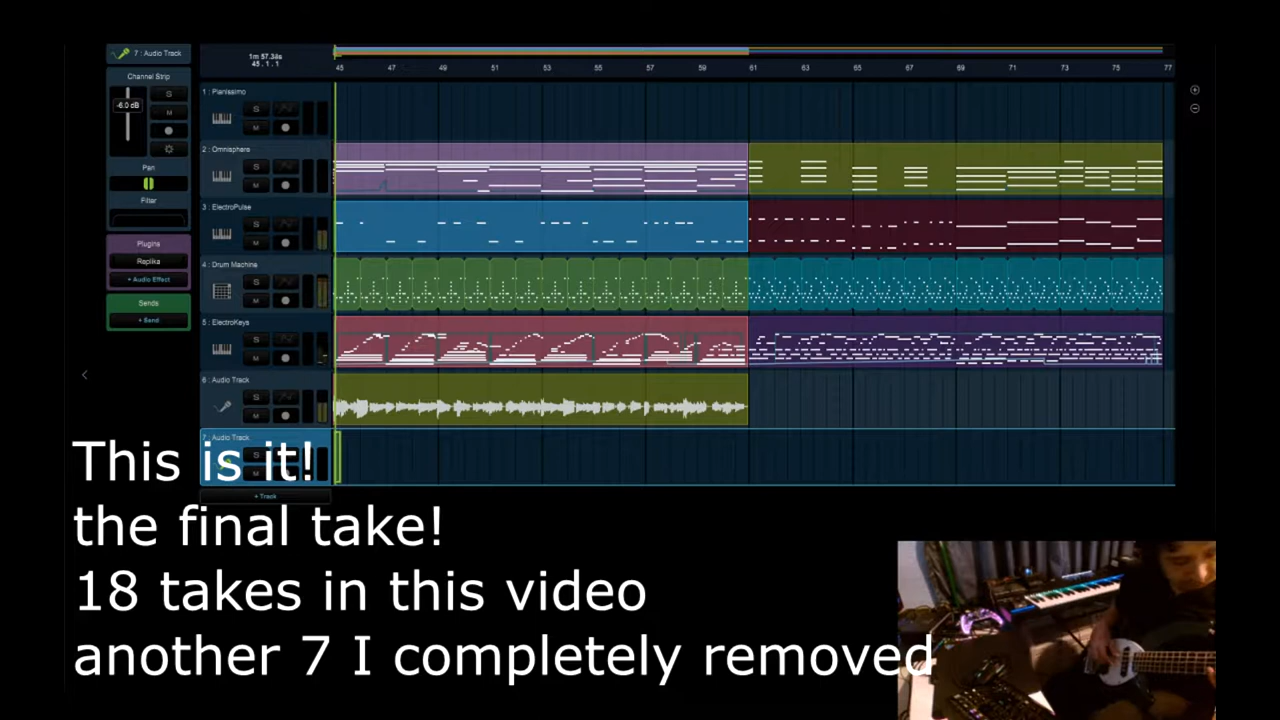 7 : Audio Track
Channel Strip
S
-6.0 dB
M
Pan
Filter
Plugins
Replika
+ Audio Effect
Sends
+ Send
1m 57.34s
45.1.1
45 47 49 51 53 55 57 59 61 63 65 67 69 71 73 75 77
1 : Pianissimo
S
M
2 : Omnisphere
S
M
3 : ElectroPulse
S
M
4 : Drum Machine
S
M
5 : ElectroKeys
S
M
6 : Audio Track
S
M
7 : Audio Track
S
M
+ Track
This is it!
the final take!
18 takes in this video
another 7 I completely removed